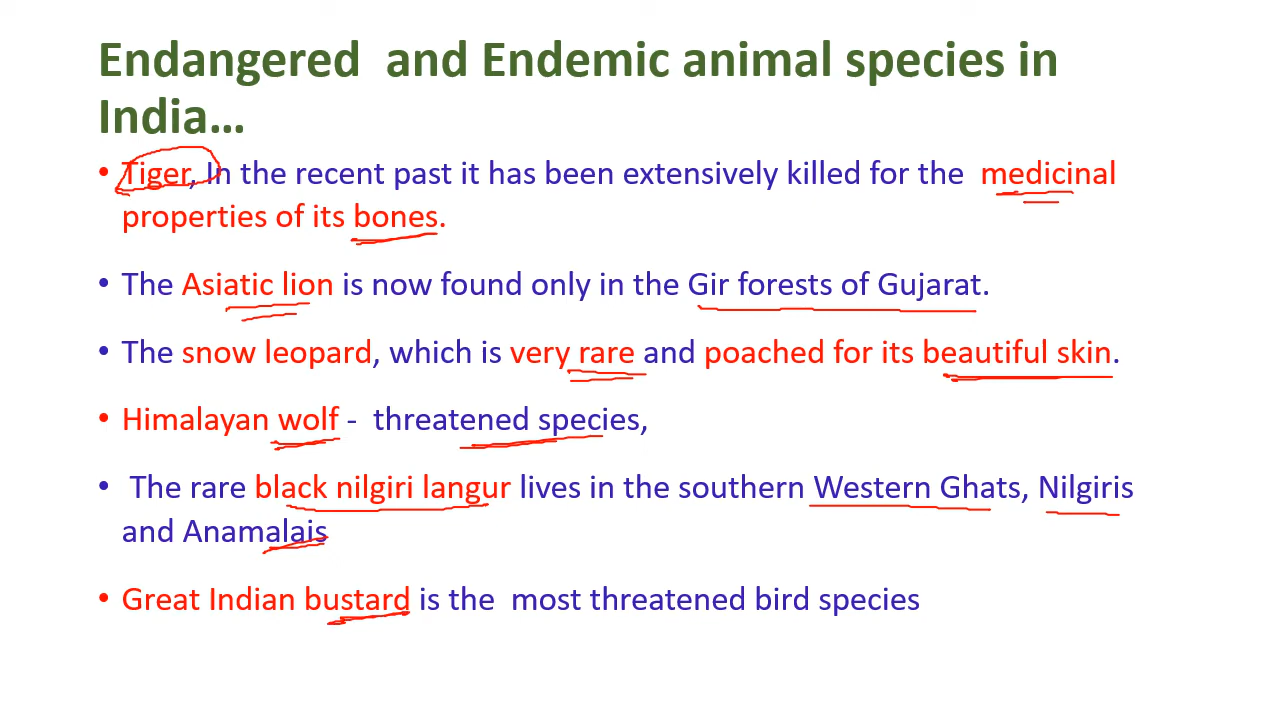 Endangered  and Endemic animal species in
India…
• Tiger, In the recent past it has been extensively killed for the  medicinal
properties of its bones.
• The Asiatic lion is now found only in the Gir forests of Gujarat.
• The snow leopard, which is very rare and poached for its beautiful skin.
• Himalayan wolf -  threatened species,
•  The rare black nilgiri langur lives in the southern Western Ghats, Nilgiris
and Anamalais
• Great Indian bustard is the  most threatened bird species